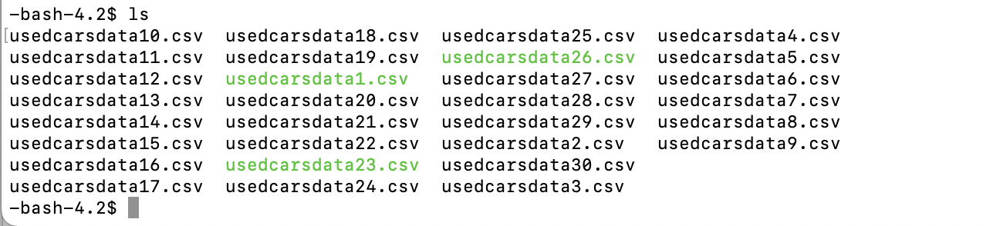 -bash-4.2$ ls
usedcarsdata10.csv  usedcarsdata18.csv  usedcarsdata25.csv  usedcarsdata4.csv
usedcarsdata11.csv  usedcarsdata19.csv  usedcarsdata26.csv  usedcarsdata5.csv
usedcarsdata12.csv  usedcarsdata1.csv   usedcarsdata27.csv  usedcarsdata6.csv
usedcarsdata13.csv  usedcarsdata20.csv  usedcarsdata28.csv  usedcarsdata7.csv
usedcarsdata14.csv  usedcarsdata21.csv  usedcarsdata29.csv  usedcarsdata8.csv
usedcarsdata15.csv  usedcarsdata22.csv  usedcarsdata2.csv   usedcarsdata9.csv
usedcarsdata16.csv  usedcarsdata23.csv  usedcarsdata30.csv
usedcarsdata17.csv  usedcarsdata24.csv  usedcarsdata3.csv
-bash-4.2$